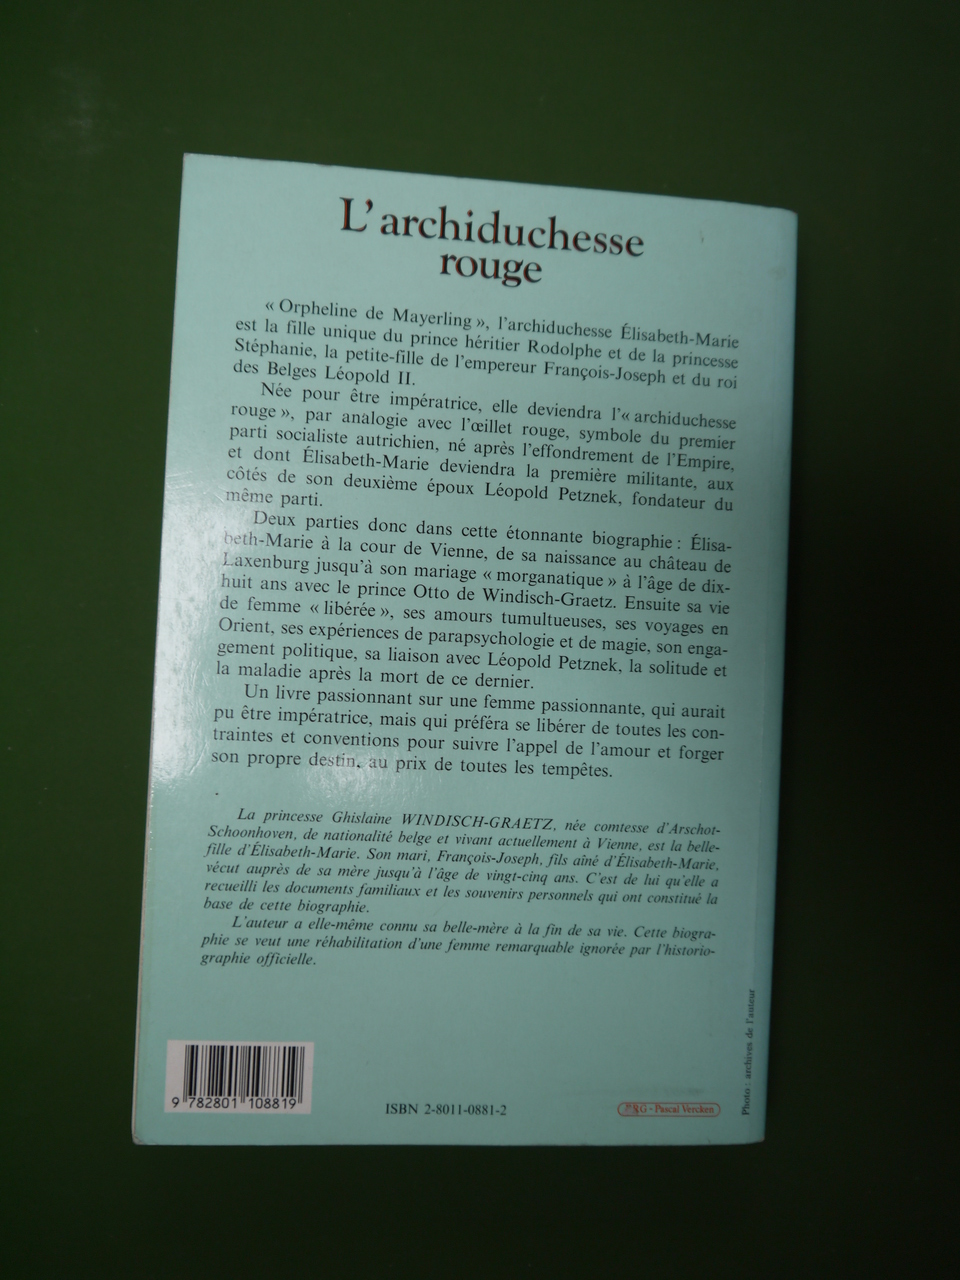 L'archiduchesse
rouge
« Orpheline de Mayerling », l'archiduchesse Élisabeth-Marie
est la fille unique du prince héritier Rodolphe et de la princesse
Stéphanie, la petite-fille de l'empereur François-Joseph et du roi
des Belges Léopold II.
Née pour être impératrice, elle deviendra l'« archiduchesse
rouge », par analogie avec l'œillet rouge, symbole du premier
parti socialiste autrichien, né après l'effondrement de l'Empire,
et dont Élisabeth-Marie deviendra la première militante, aux
côtés de son deuxième époux Léopold Petznek, fondateur du
même parti.
Deux parties donc dans cette étonnante biographie : Élisa-
beth-Marie à la cour de Vienne, de sa naissance au château de
Laxenburg jusqu'à son mariage « morganatique » à l'âge de dix-
huit ans avec le prince Otto de Windisch-Graetz. Ensuite sa vie
de femme « libérée », ses amours tumultueuses, ses voyages en
Orient, ses expériences de parapsychologie et de magie, son enga-
gement politique, sa liaison avec Léopold Petznek, la solitude et
la maladie après la mort de ce dernier.
Un livre passionnant sur une femme passionnante, qui aurait
pu être impératrice, mais qui préféra se libérer de toutes les con-
traintes et conventions pour suivre l'appel de l'amour et forger
son propre destin, au prix de toutes les tempêtes.
La princesse Ghislaine WINDISCH-GRAETZ, née comtesse d'Arschot-
Schoonhoven, de nationalité belge et vivant actuellement à Vienne, est la belle-
fille d'Élisabeth-Marie. Son mari, François-Joseph, fils aîné d'Élisabeth-Marie,
vécut auprès de sa mère jusqu'à l'âge de vingt-cinq ans. C'est de lui qu'elle a
recueilli les documents familiaux et les souvenirs personnels qui ont constitué la
base de cette biographie.
L'auteur a elle-même connu sa belle-mère à la fin de sa vie. Cette biogra-
phie se veut une réhabilitation d'une femme remarquable ignorée par l'historio-
graphie officielle.
9 782801 108819
ISBN 2-8011-0881-2
PRG - Pascal Vercken
Photo : archives de l'auteur